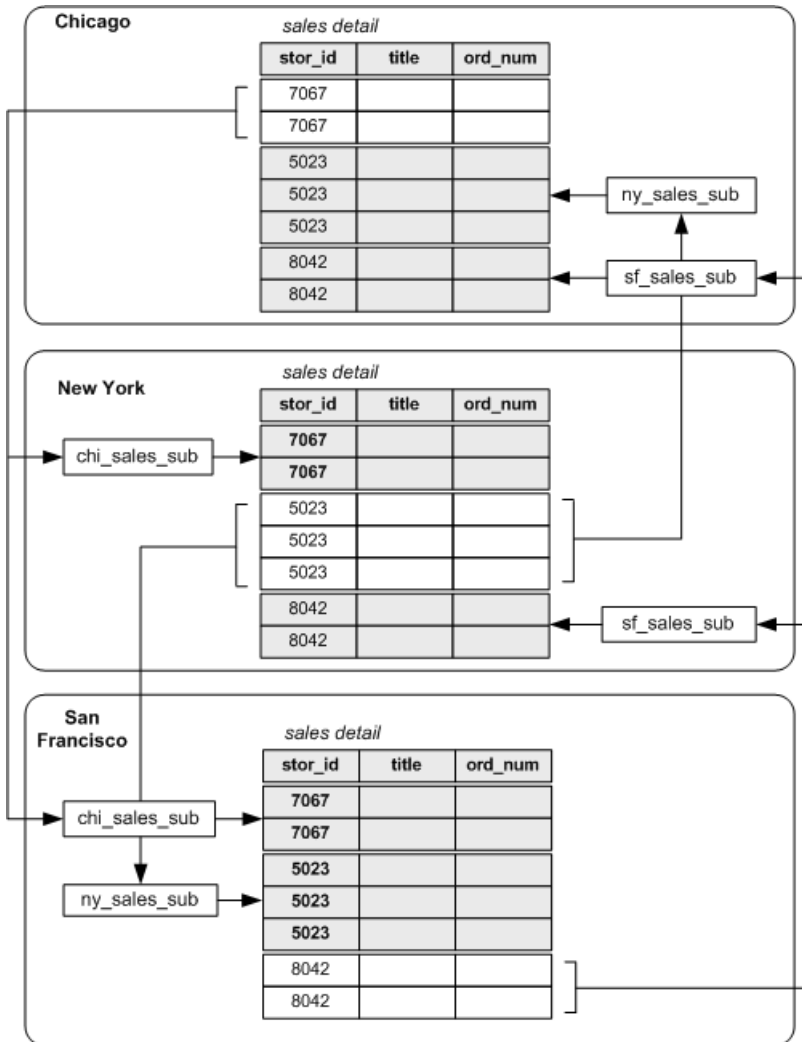 Chicago
sales detail
stor_id title ord_num
7067
7067
5023
5023
5023
8042
8042
ny_sales_sub
sf_sales_sub
New York
sales detail
stor_id title ord_num
7067
7067
5023
5023
5023
8042
8042
chi_sales_sub
sf_sales_sub
San
Francisco
sales detail
stor_id title ord_num
7067
7067
5023
5023
5023
8042
8042
chi_sales_sub
ny_sales_sub